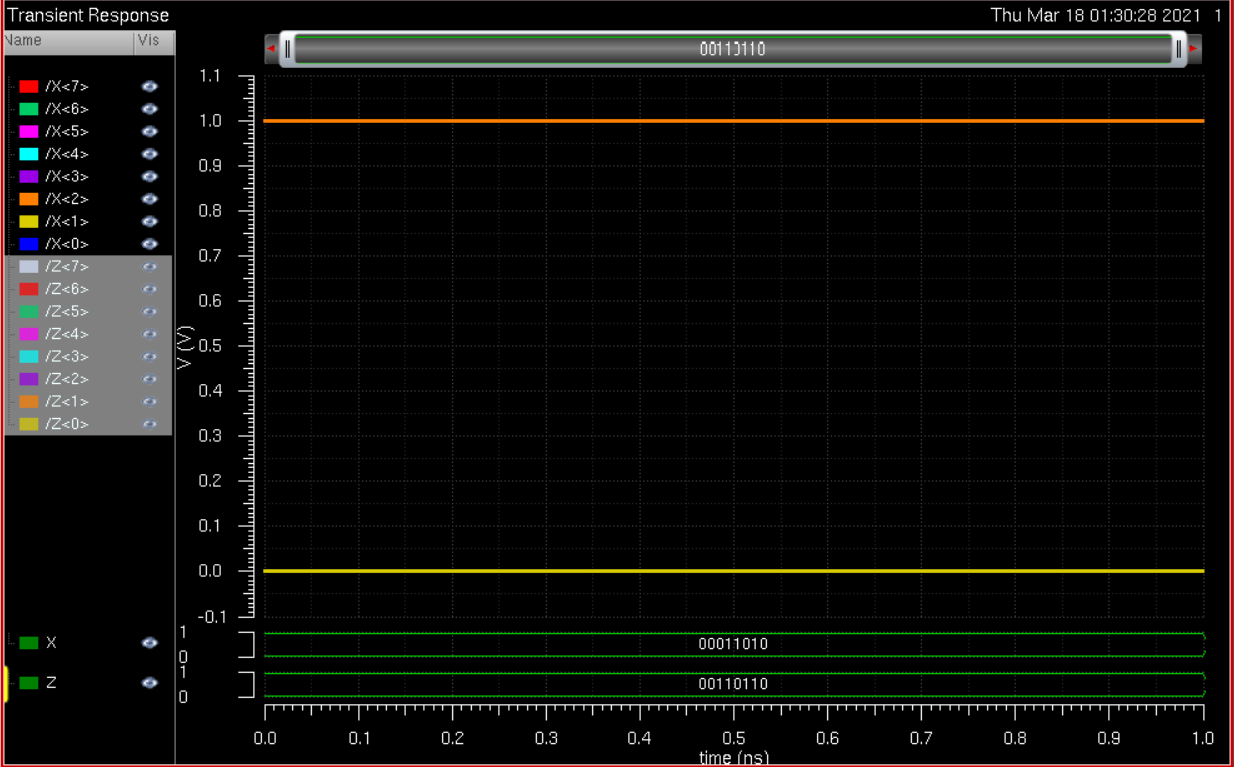 Transient Response
Thu Mar 18 01:30:28 2021 1
Name Vis
00110110
/X<7>
/X<6>
/X<5>
/X<4>
/X<3>
/X<2>
/X<1>
/X<0>
/Z<7>
/Z<6>
/Z<5>
/Z<4>
/Z<3>
/Z<2>
/Z<1>
/Z<0>
V (V)
1.1
1.0
0.9
0.8
0.7
0.6
0.5
0.4
0.3
0.2
0.1
0.0
-0.1
X 1 0 00011010
Z 1 0 00110110
0.0 0.1 0.2 0.3 0.4 0.5 0.6 0.7 0.8 0.9 1.0
time (ns)